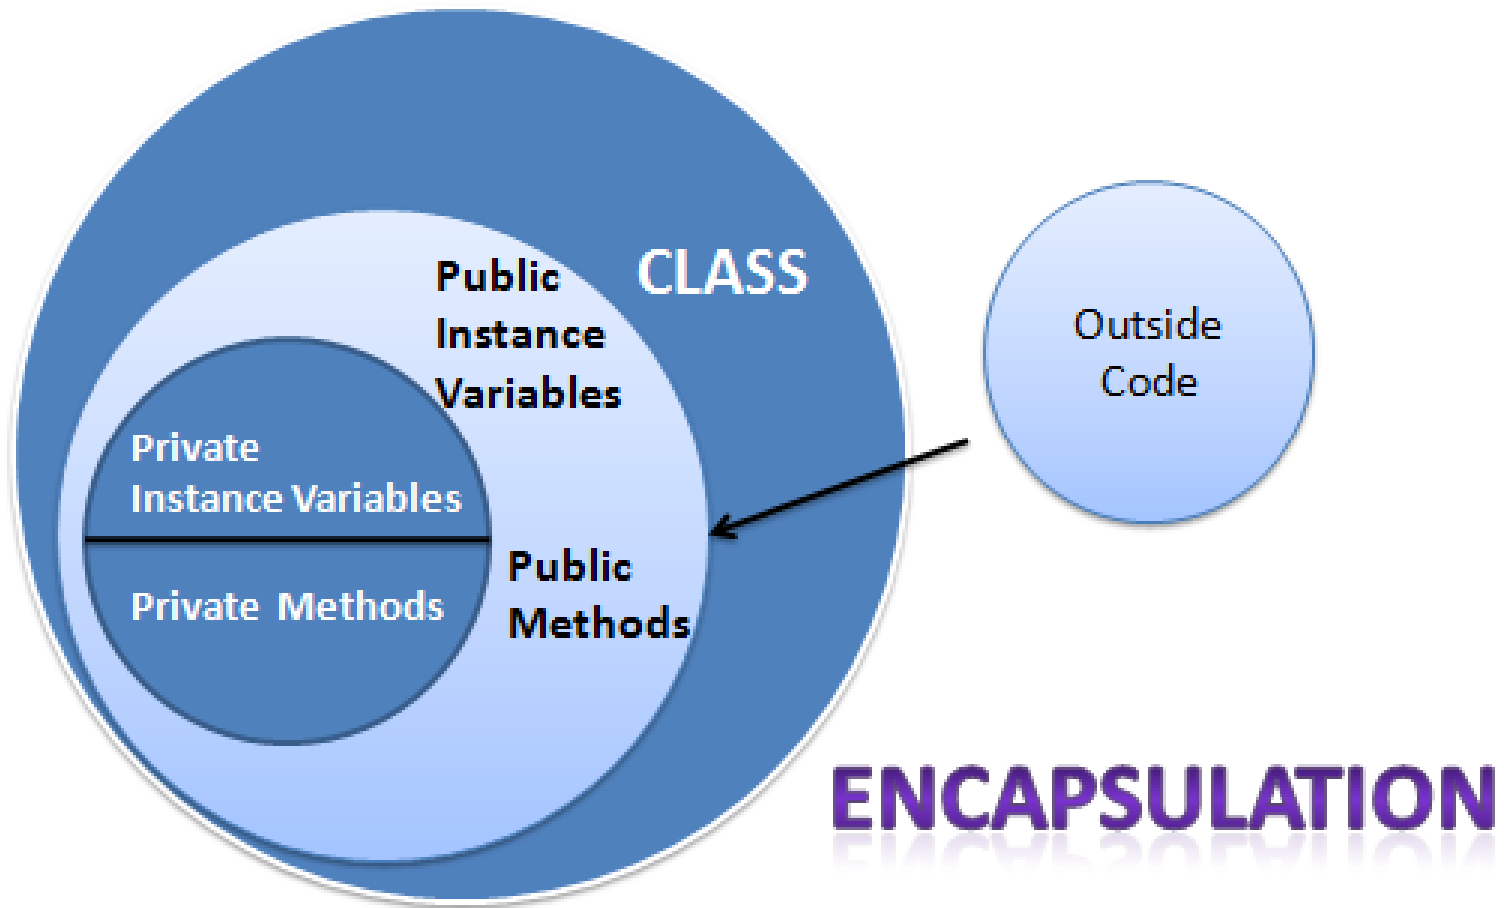 CLASS
Public
Instance
Variables
Private
Instance Variables
Private Methods
Public
Methods
Outside
Code
ENCAPSULATION